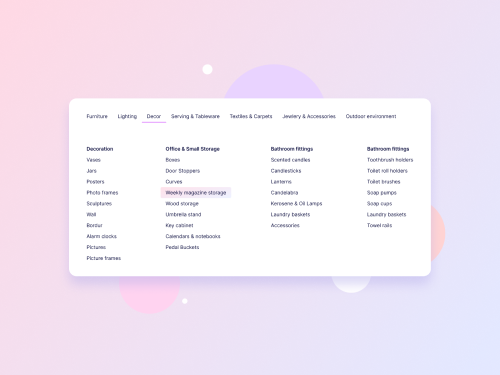 Furniture Lighting Decor Serving & Tableware Textiles & Carpets Jewlery & Accessories Outdoor environment
Decoration
Vases
Jars
Posters
Photo frames
Sculptures
Wall
Bordur
Alarm clocks
Pictures
Picture frames
Office & Small Storage
Boxes
Door Stoppers
Curves
Weekly magazine storage
Wood storage
Umbrella stand
Key cabinet
Calendars & notebooks
Pedal Buckets
Bathroom fittings
Scented candles
Candlesticks
Lanterns
Candelabra
Kerosene & Oil Lamps
Laundry baskets
Accessories
Bathroom fittings
Toothbrush holders
Toilet roll holders
Toilet brushes
Soap pumps
Soap cups
Laundry baskets
Towel rails